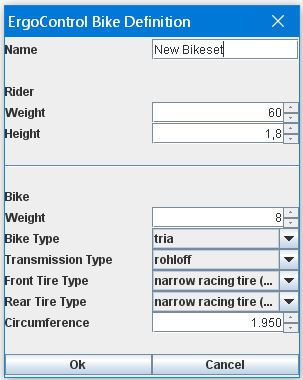 ErgoControl Bike Definition
Name New Bikeset
Rider
Weight 60
Height 1,8
Bike
Weight 8
Bike Type tria
Transmission Type rohloff
Front Tire Type narrow racing tire (...
Rear Tire Type narrow racing tire (...
Circumference 1.950
Ok Cancel